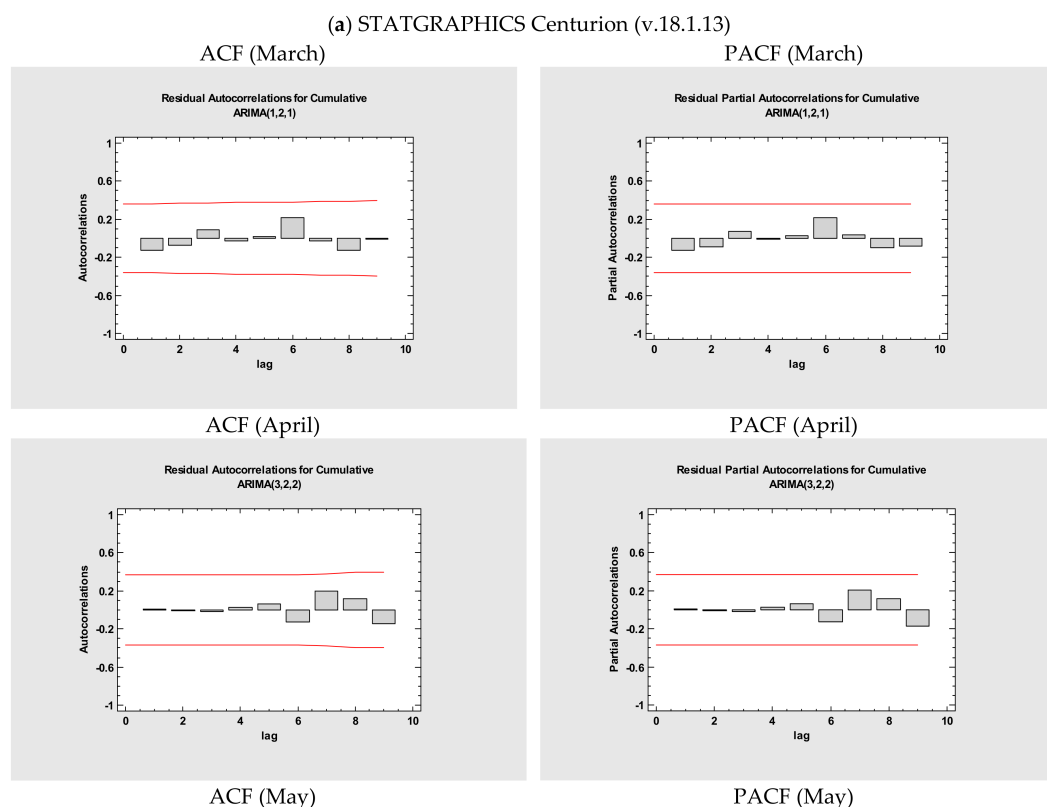 (a) STATGRAPHICS Centurion (v.18.1.13)
ACF (March)
PACF (March)
Residual Autocorrelations for Cumulative
ARIMA(1,2,1)
1
0.6
0.2
-0.2
-0.6
-1
Autocorrelations
0 2 4 6 8 10
lag
Residual Partial Autocorrelations for Cumulative
ARIMA(1,2,1)
1
0.6
0.2
-0.2
-0.6
-1
Partial Autocorrelations
0 2 4 6 8 10
lag
ACF (April)
PACF (April)
Residual Autocorrelations for Cumulative
ARIMA(3,2,2)
1
0.6
0.2
-0.2
-0.6
-1
Autocorrelations
0 2 4 6 8 10
lag
Residual Partial Autocorrelations for Cumulative
ARIMA(3,2,2)
1
0.6
0.2
-0.2
-0.6
-1
Partial Autocorrelations
0 2 4 6 8 10
lag
ACF (May)
PACF (May)